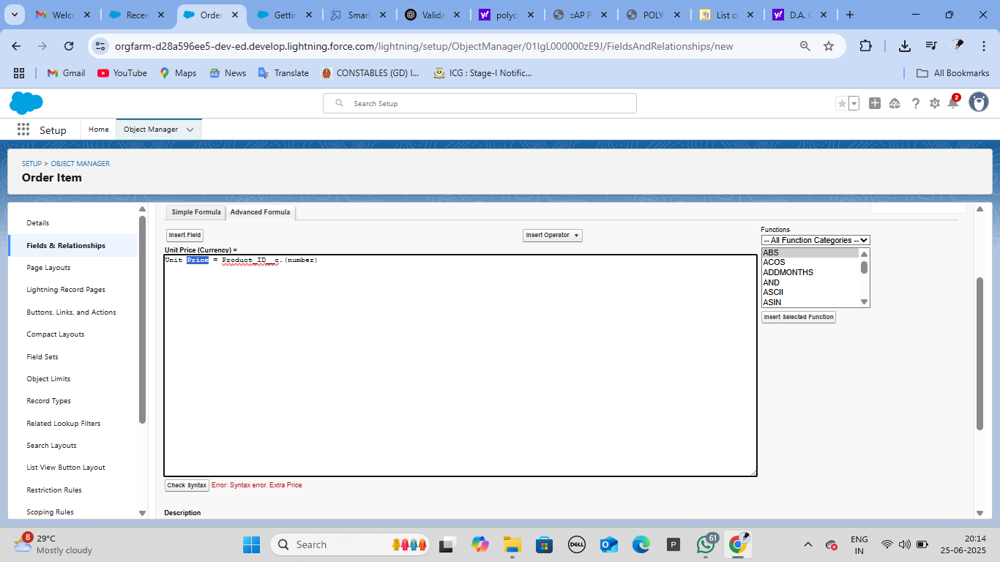 Welco
Recen
Order
Gettin
Smart
Valida
polyce
::AP P
POLY
List o
D.A. C
orgfarm-d28a596ee5-dev-ed.develop.lightning.force.com/lightning/setup/ObjectManager/01IgL000000zE9J/FieldsAndRelationships/new
Gmail
YouTube
Maps
News
Translate
CONSTABLES (GD) I...
ICG : Stage-I Notific...
All Bookmarks
Search Setup
2
Setup
Home
Object Manager
SETUP > OBJECT MANAGER
Order Item
Details
Fields & Relationships
Page Layouts
Lightning Record Pages
Buttons, Links, and Actions
Compact Layouts
Field Sets
Object Limits
Record Types
Related Lookup Filters
Search Layouts
List View Button Layout
Restriction Rules
Scoping Rules
Simple Formula
Advanced Formula
Insert Field
Insert Operator
Unit Price (Currency) =
Unit Price = Product_ID__c.(number)
Functions
-- All Function Categories --
ABS
ACOS
ADDMONTHS
AND
ASCII
ASIN
Insert Selected Function
Check Syntax
Error: Syntax error. Extra Price
Description
8
29°C
Mostly cloudy
Search
DELL
P
61
ENG
IN
20:14
25-06-2025